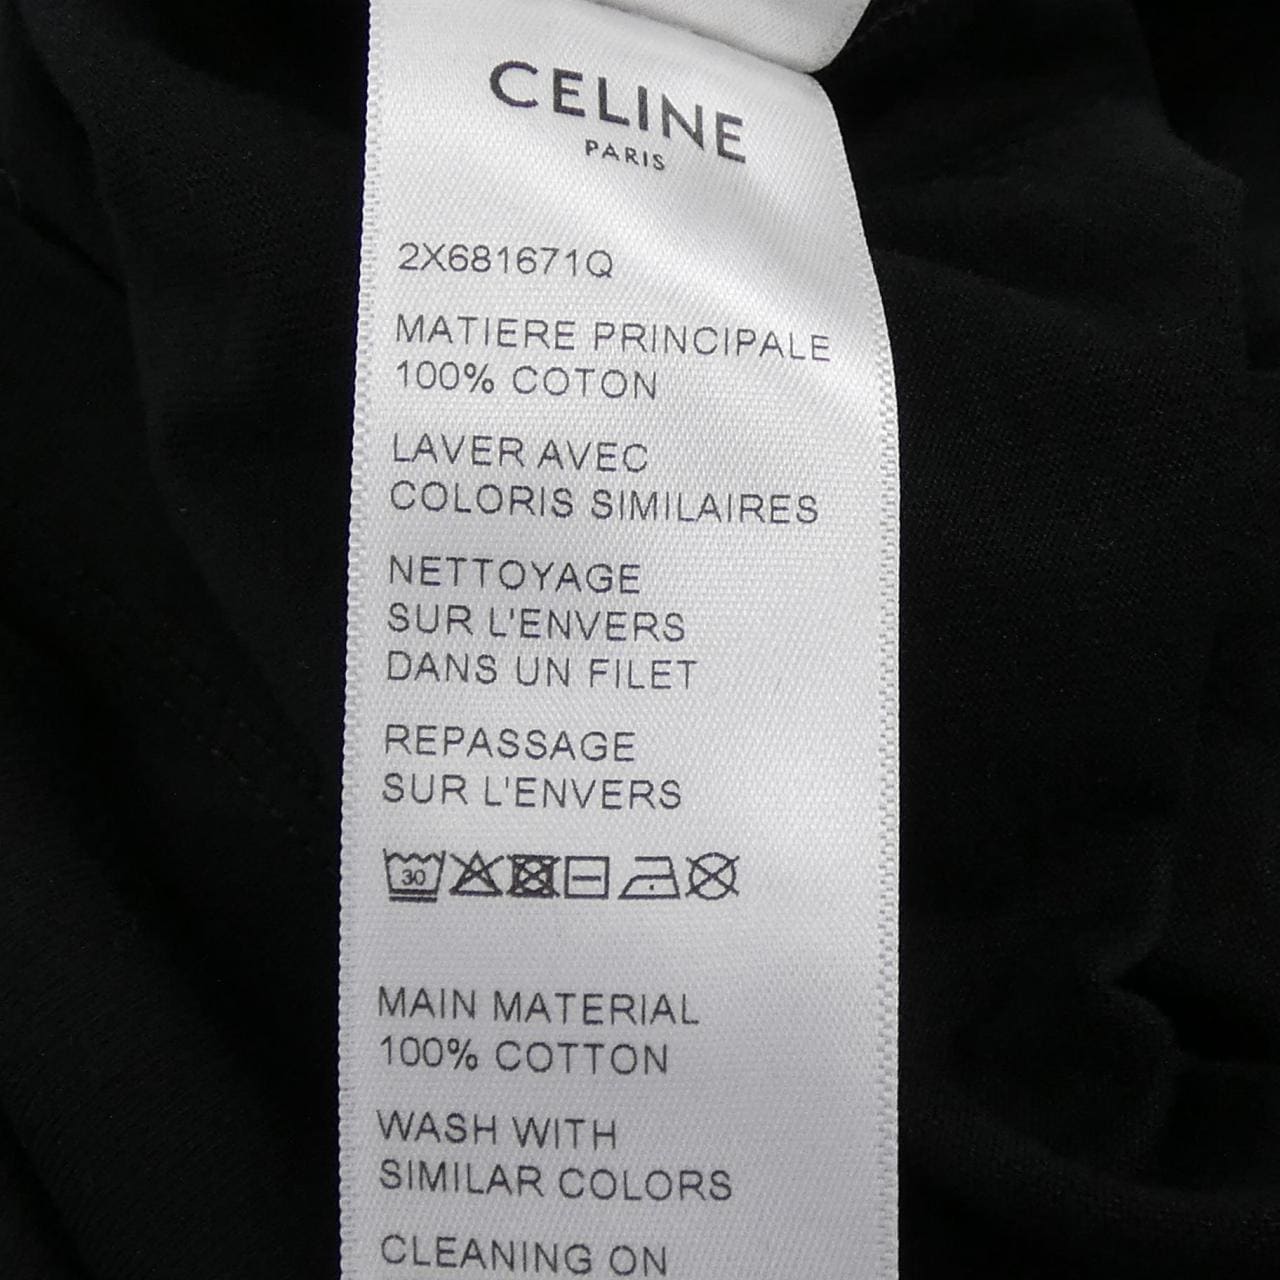 CELINE
PARIS
2X681671Q
MATIERE PRINCIPALE
100% COTON
LAVER AVEC
COLORIS SIMILAIRES
NETTOYAGE
SUR L'ENVERS
DANS UN FILET
REPASSAGE
SUR L'ENVERS
30
MAIN MATERIAL
100% COTTON
WASH WITH
SIMILAR COLORS
CLEANING ON